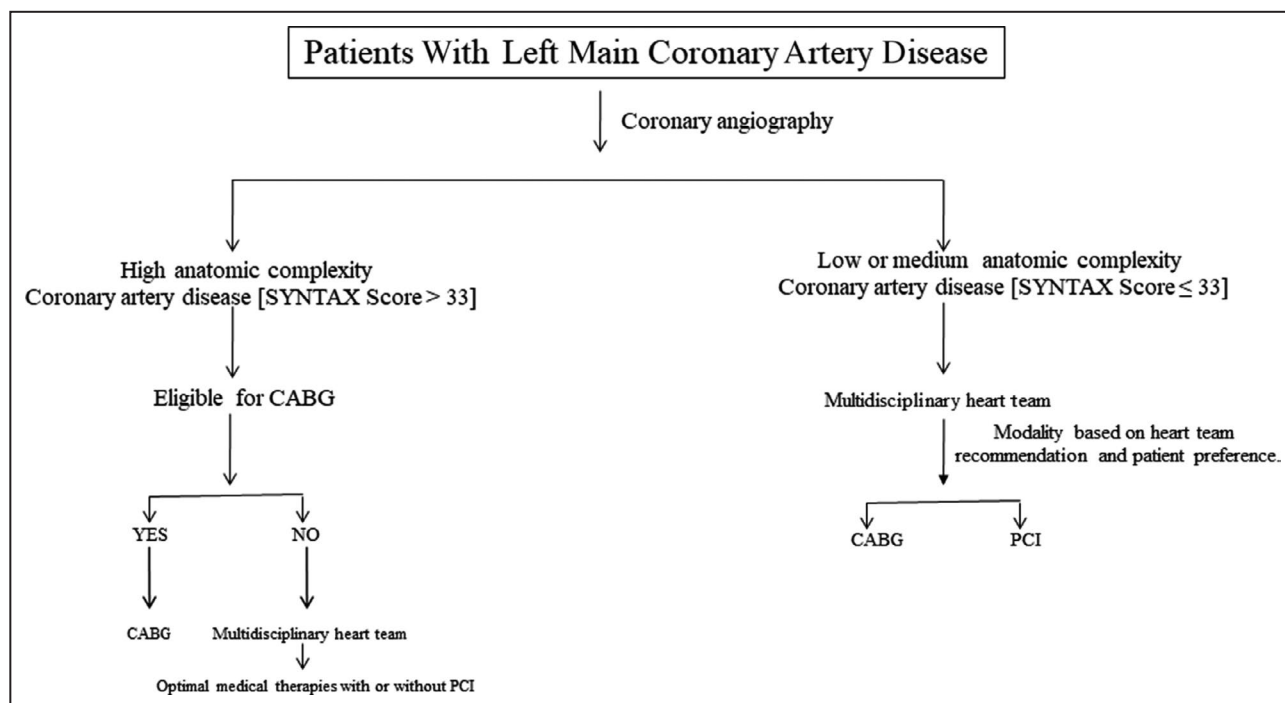 Patients With Left Main Coronary Artery Disease
Coronary angiography
High anatomic complexity
Coronary artery disease [SYNTAX Score > 33]
Eligible for CABG
YES
NO
CABG
Multidisciplinary heart team
Optimal medical therapies with or without PCI
Low or medium anatomic complexity
Coronary artery disease [SYNTAX Score ≤ 33]
Multidisciplinary heart team
Modality based on heart team
recommendation and patient preference.
CABG
PCI